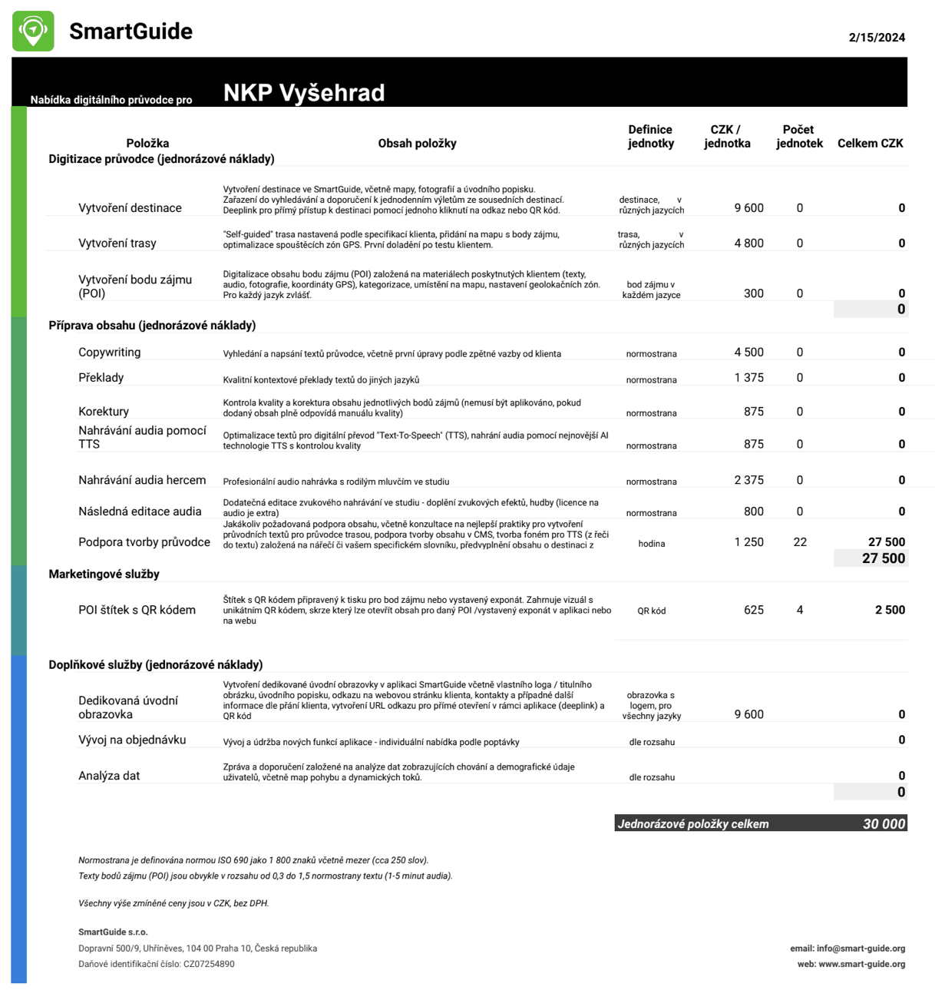 SmartGuide
2/15/2024
Nabídka digitálního průvodce pro NKP Vyšehrad
Položka Obsah položky Definice jednotky CZK / jednotka Počet jednotek Celkem CZK
Digitizace průvodce (jednorázové náklady)
Vytvoření destinace
Vytvoření destinace ve SmartGuide, včetně mapy, fotografií a úvodního popisku.
Zařazení do vyhledávání a doporučení k jednodenním výletům ze sousedních destinací.
Deeplink pro přímý přístup k destinaci pomocí jednoho kliknutí na odkaz nebo QR kód.
destinace, v
různých jazycích
9 600 0 0
Vytvoření trasy
"Self-guided" trasa nastavená podle specifikací klienta, přidání na mapu s body zájmu,
optimalizace spouštěcích zón GPS. První doladění po testu klientem.
trasa, v
různých jazycích
4 800 0 0
Vytvoření bodu zájmu
(POI)
Digitalizace obsahu bodu zájmu (POI) založená na materiálech poskytnutých klientem (texty,
audio, fotografie, koordináty GPS), kategorizace, umístění na mapu, nastavení geolokačních zón.
Pro každý jazyk zvlášť.
bod zájmu v
každém jazyce
300 0 0
0
Příprava obsahu (jednorázové náklady)
Copywriting
Vyhledání a napsání textů průvodce, včetně první úpravy podle zpětné vazby od klienta
normostrana 4 500 0 0
Překlady
Kvalitní kontextové překlady textů do jiných jazyků
normostrana 1 375 0 0
Korektury
Kontrola kvality a korektura obsahu jednotlivých bodů zájmů (nemusí být aplikováno, pokud
dodaný obsah plně odpovídá manuálu kvality)
normostrana 875 0 0
Nahrávání audia pomocí
TTS
Optimalizace textů pro digitální převod "Text-To-Speech" (TTS), nahrání audia pomocí nejnovější AI
technologie TTS s kontrolou kvality
normostrana 875 0 0
Nahrávání audia hercem
Profesionální audio nahrávka s rodilým mluvčím ve studiu
normostrana 2 375 0 0
Následná editace audia
Dodatečná editace zvukového nahrávání ve studiu - doplnění zvukových efektů, hudby (licence na
audio je extra)
normostrana 800 0 0
Podpora tvorby průvodce
Jakákoliv požadovaná podpora obsahu, včetně konzultace na nejlepší praktiky pro vytvoření
průvodních textů pro průvodce trasou, podpora tvorby obsahu v CMS, tvorba foném pro TTS (z řeči
do textu) založená na nářečí či vašem specifickém slovníku, předvyplnění obsahu o destinaci z
hodina 1 250 22 27 500
27 500
Marketingové služby
POI štítek s QR kódem
Štítek s QR kódem připravený k tisku pro bod zájmu nebo vystavený exponát. Zahrnuje vizuál s
unikátním QR kódem, skrze který lze otevřít obsah pro daný POI /vystavený exponát v aplikaci nebo
na webu
QR kód 625 4 2 500
Doplňkové služby (jednorázové náklady)
Dedikovaná úvodní
obrazovka
Vytvoření dedikované úvodní obrazovky v aplikaci SmartGuide včetně vlastního loga / titulního
obrázku, úvodního popisku, odkazu na webovou stránku klienta, kontakty a případné další
informace dle přání klienta, vytvoření URL odkazu pro přímé otevření v rámci aplikace (deeplink) a
QR kód
obrazovka s
logem, pro
všechny jazyky
9 600 0
Vývoj na objednávku
Vývoj a údržba nových funkcí aplikace - individuální nabídka podle poptávky
dle rozsahu 0
Analýza dat
Zpráva a doporučení založené na analýze dat zobrazujících chování a demografické údaje
uživatelů, včetně map pohybu a dynamických toků.
dle rozsahu 0
0
Jednorázové položky celkem 30 000
Normostrana je definována normou ISO 690 jako 1 800 znaků včetně mezer (cca 250 slov).
Texty bodů zájmu (POI) jsou obvykle v rozsahu od 0,3 do 1,5 normostrany textu (1-5 minut audia).
Všechny výše zmíněné ceny jsou v CZK, bez DPH.
SmartGuide s.r.o.
Dopravní 500/9, Uhříněves, 104 00 Praha 10, Česká republika
email: info@smart-guide.org
Daňové identifikační číslo: CZ07254890
web: www.smart-guide.org